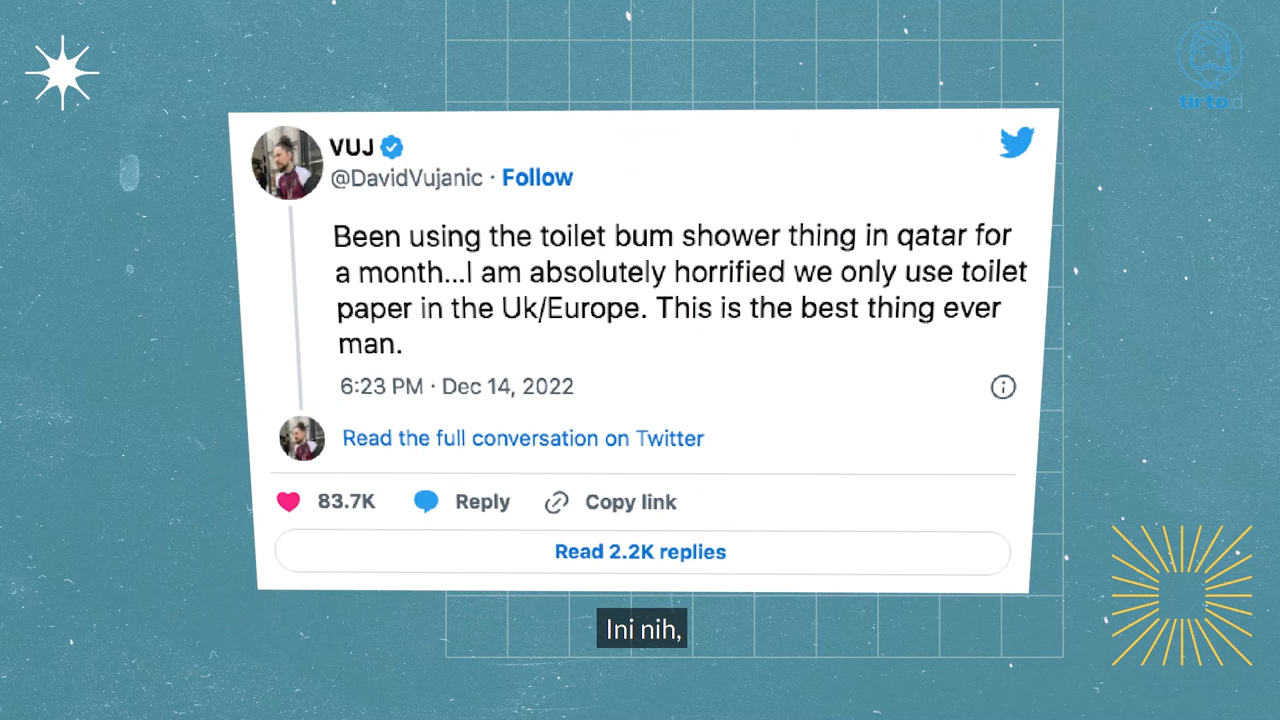 tirto.id
VUJ
@DavidVujanic · Follow
Been using the toilet bum shower thing in qatar for
a month...I am absolutely horrified we only use toilet
paper in the Uk/Europe. This is the best thing ever
man.
6:23 PM · Dec 14, 2022
Read the full conversation on Twitter
83.7K Reply Copy link
Read 2.2K replies
Ini nih,